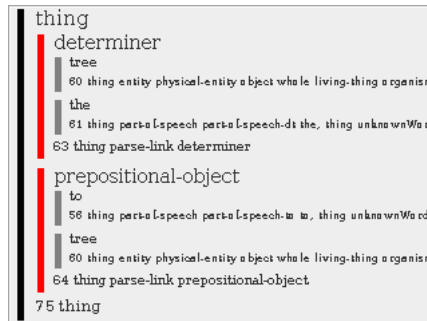 thing
determiner
tree
60 thing entity physical-entity object whole living-thing organism
the
61 thing part-of-speech part-of-speech-dt the, thing unknownWord
63 thing parse-link determiner
prepositional-object
to
56 thing part-of-speech part-of-speech-to to, thing unknownWord
tree
60 thing entity physical-entity object whole living-thing organism
64 thing parse-link prepositional-object
75 thing